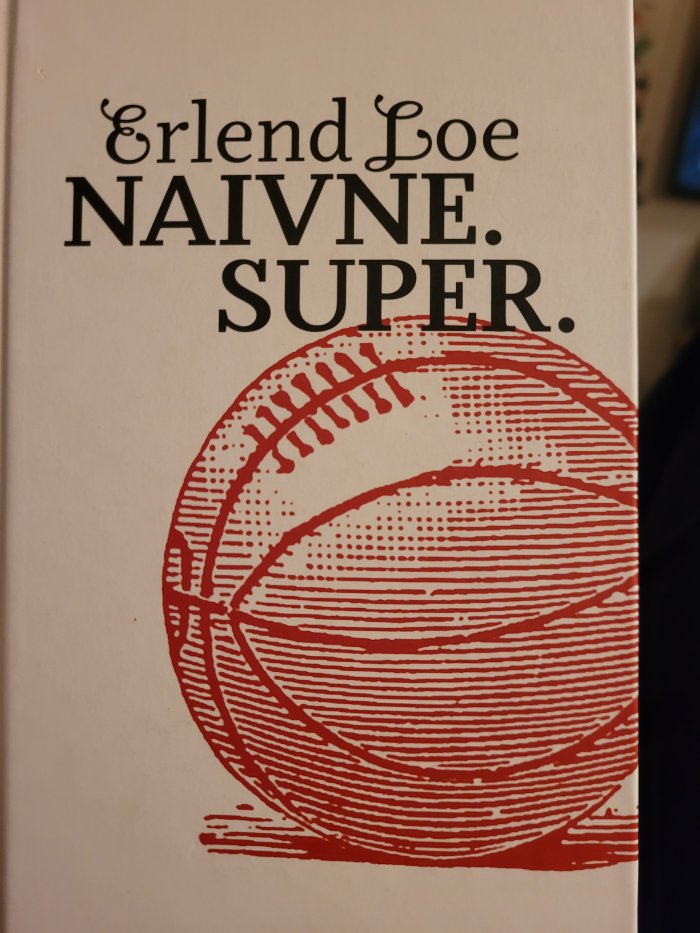 Erlend Loe
NAIVNE.
SUPER.